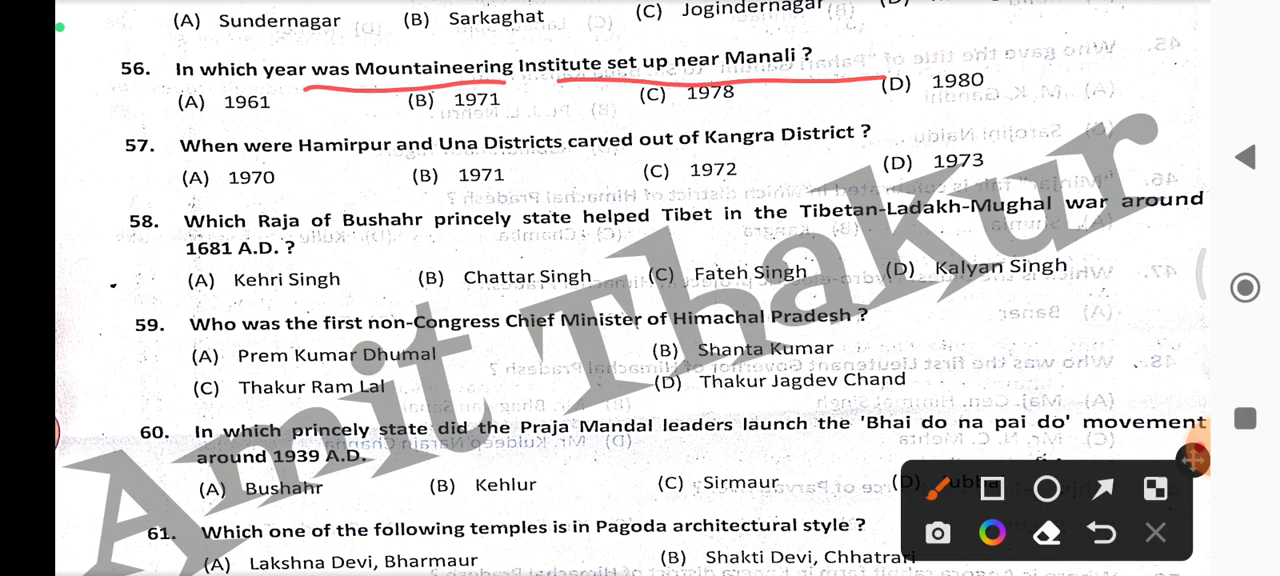 (A) Sundernagar (B) Sarkaghat (C) Jogindernagar
56. In which year was Mountaineering Institute set up near Manali ?
(A) 1961 (B) 1971 (C) 1978 (D) 1980
57. When were Hamirpur and Una Districts carved out of Kangra District ?
(A) 1970 (B) 1971 (C) 1972 (D) 1973
58. Which Raja of Bushahr princely state helped Tibet in the Tibetan-Ladakh-Mughal war around
1681 A.D. ?
(A) Kehri Singh (B) Chattar Singh (C) Fateh Singh (D) Kalyan Singh
59. Who was the first non-Congress Chief Minister of Himachal Pradesh ?
(A) Prem Kumar Dhumal (B) Shanta Kumar
(C) Thakur Ram Lal (D) Thakur Jagdev Chand
60. In which princely state did the Praja Mandal leaders launch the 'Bhai do na pai do' movement
around 1939 A.D.
(A) Bushahr (B) Kehlur (C) Sirmaur (D)
61. Which one of the following temples is in Pagoda architectural style ?
(A) Lakshna Devi, Bharmaur (B) Shakti Devi, Chhatrari
Amit Thakur